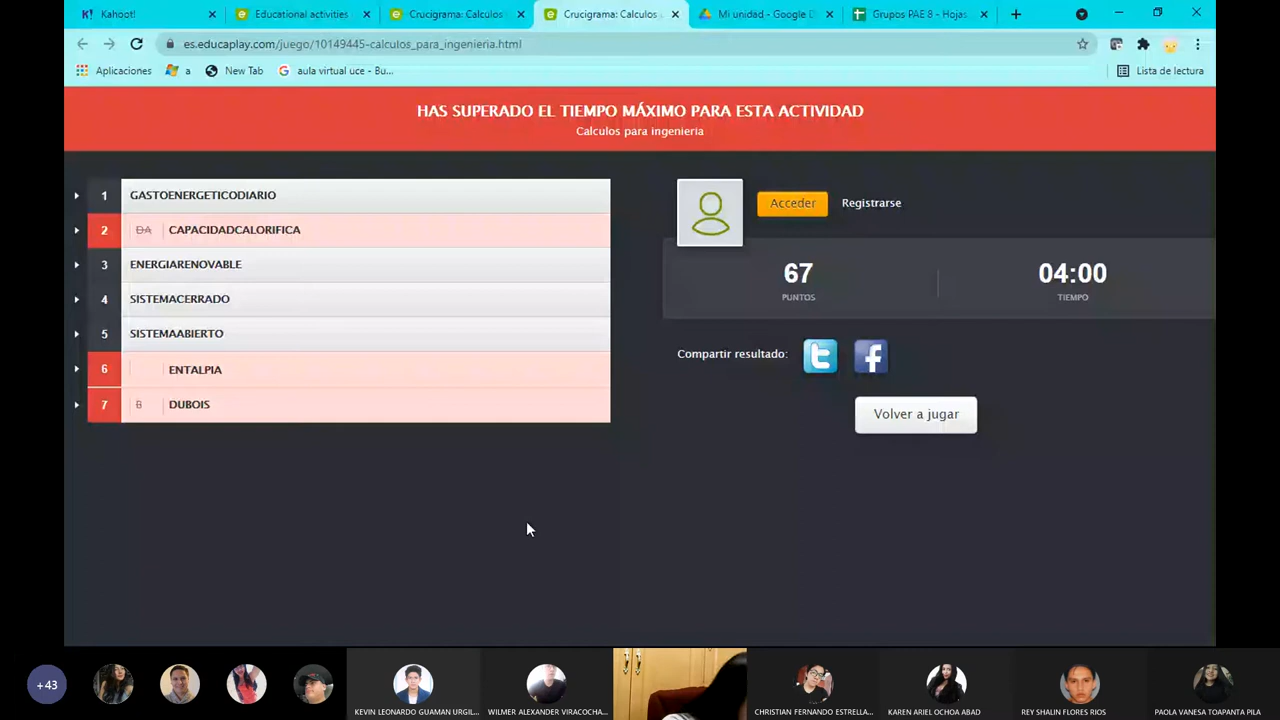 Kahoot!
Educational activities
Crucigrama: Calculos
Crucigrama: Calculos
Mi unidad - Google D
Grupos PAE 8 - Hojas
es.educaplay.com/juego/10149445-calculos_para_ingenieria.html
Aplicaciones
a
New Tab
aula virtual uce - Bu...
Lista de lectura
HAS SUPERADO EL TIEMPO MÁXIMO PARA ESTA ACTIVIDAD
Calculos para ingenieria
1 GASTOENERGETICODIARIO
2 DA CAPACIDADCALORIFICA
3 ENERGIARENOVABLE
4 SISTEMACERRADO
5 SISTEMAABIERTO
6 ENTALPIA
7 B DUBOIS
Acceder
Registrarse
67
PUNTOS
04:00
TIEMPO
Compartir resultado:
Volver a jugar
+43
KEVIN LEONARDO GUAMAN URGIL...
WILMER ALEXANDER VIRACOCHA...
CHRISTIAN FERNANDO ESTRELLA...
KAREN ARIEL OCHOA ABAD
REY SHALIN FLORES RIOS
PAOLA VANESA TOAPANTA PILA